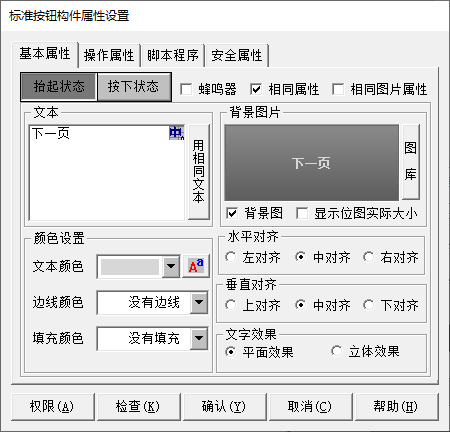 标准按钮构件属性设置
基本属性 操作属性 脚本程序 安全属性
抬起状态 按下状态 蜂鸣器 相同属性 相同图片属性
文本
下一页
中
用相同文本
背景图片
下一页
图库
背景图 显示位图实际大小
颜色设置
文本颜色 Aa
边线颜色 没有边线
填充颜色 没有填充
水平对齐
左对齐 中对齐 右对齐
垂直对齐
上对齐 中对齐 下对齐
文字效果
平面效果 立体效果
权限(A) 检查(K) 确认(Y) 取消(C) 帮助(H)